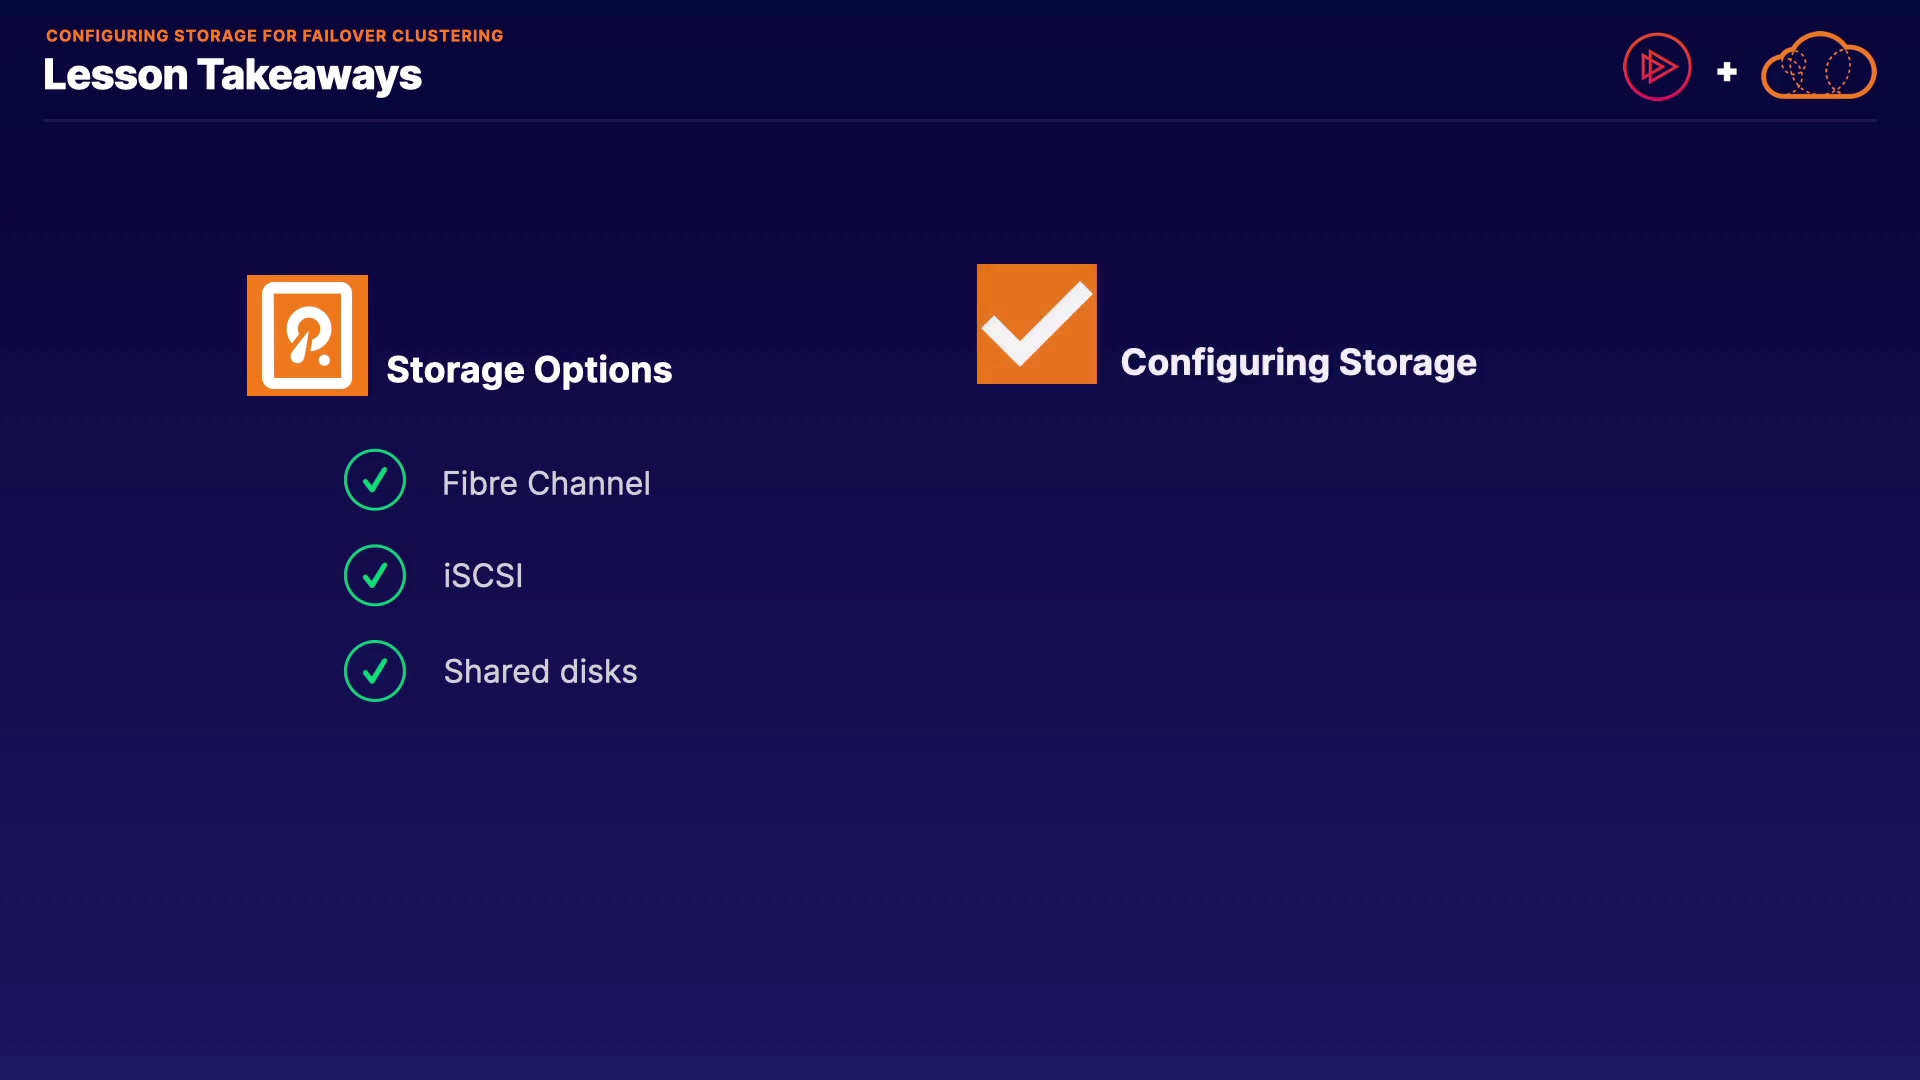 CONFIGURING STORAGE FOR FAILOVER CLUSTERING
Lesson Takeaways
Storage Options
Fibre Channel
iSCSI
Shared disks
Configuring Storage